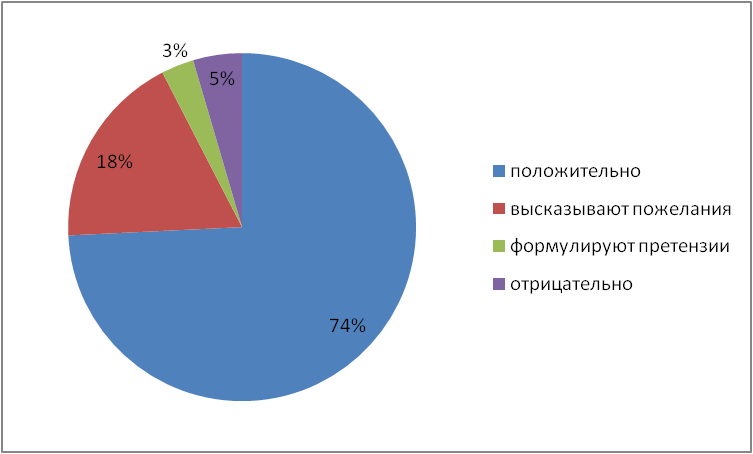 3%
5%
18%
74%
положительно
высказывают пожелания
формулируют претензии
отрицательно